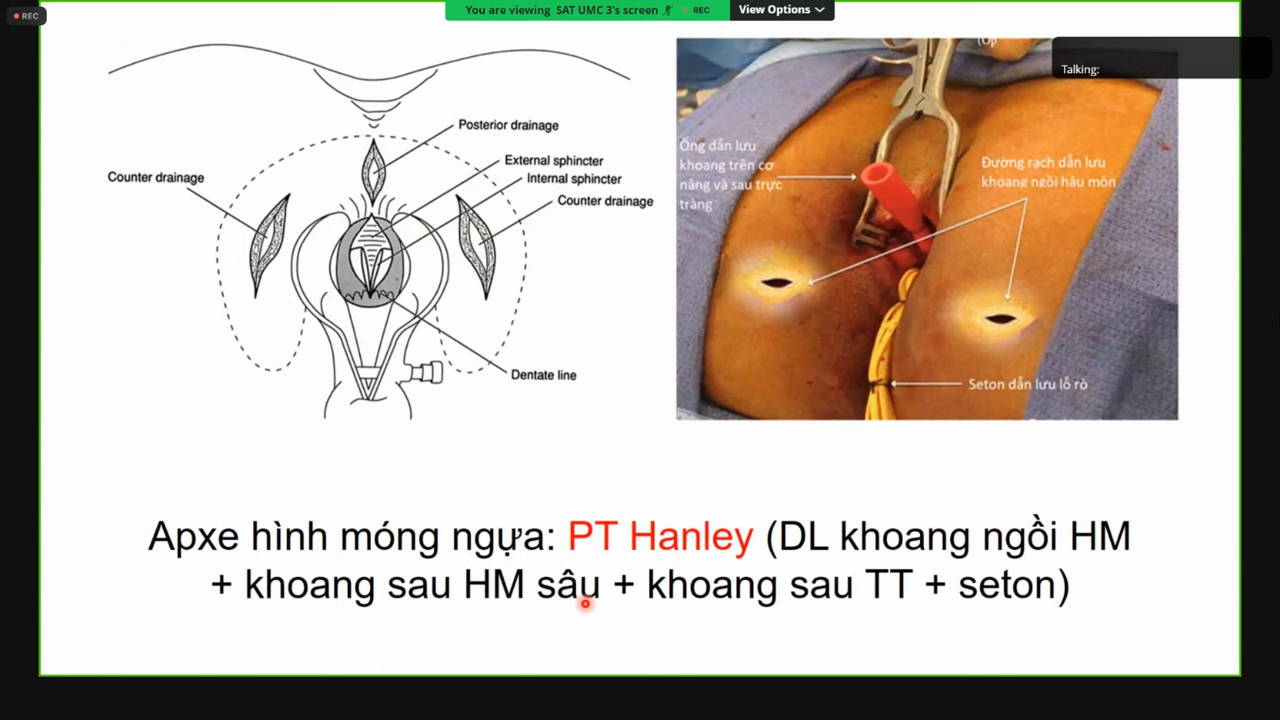 REC
You are viewing SAT UMC 3's screen
REC
View Options
Talking:
Posterior drainage
External sphincter
Internal sphincter
Counter drainage
Counter drainage
Dentate line
Ống dẫn lưu
khoang trên cơ
nâng và sau trực
tràng
Đường rạch dẫn lưu
khoang ngồi hậu môn
Seton dẫn lưu lỗ rò
Apxe hình móng ngựa: PT Hanley (DL khoang ngồi HM
+ khoang sau HM sâu + khoang sau TT + seton)